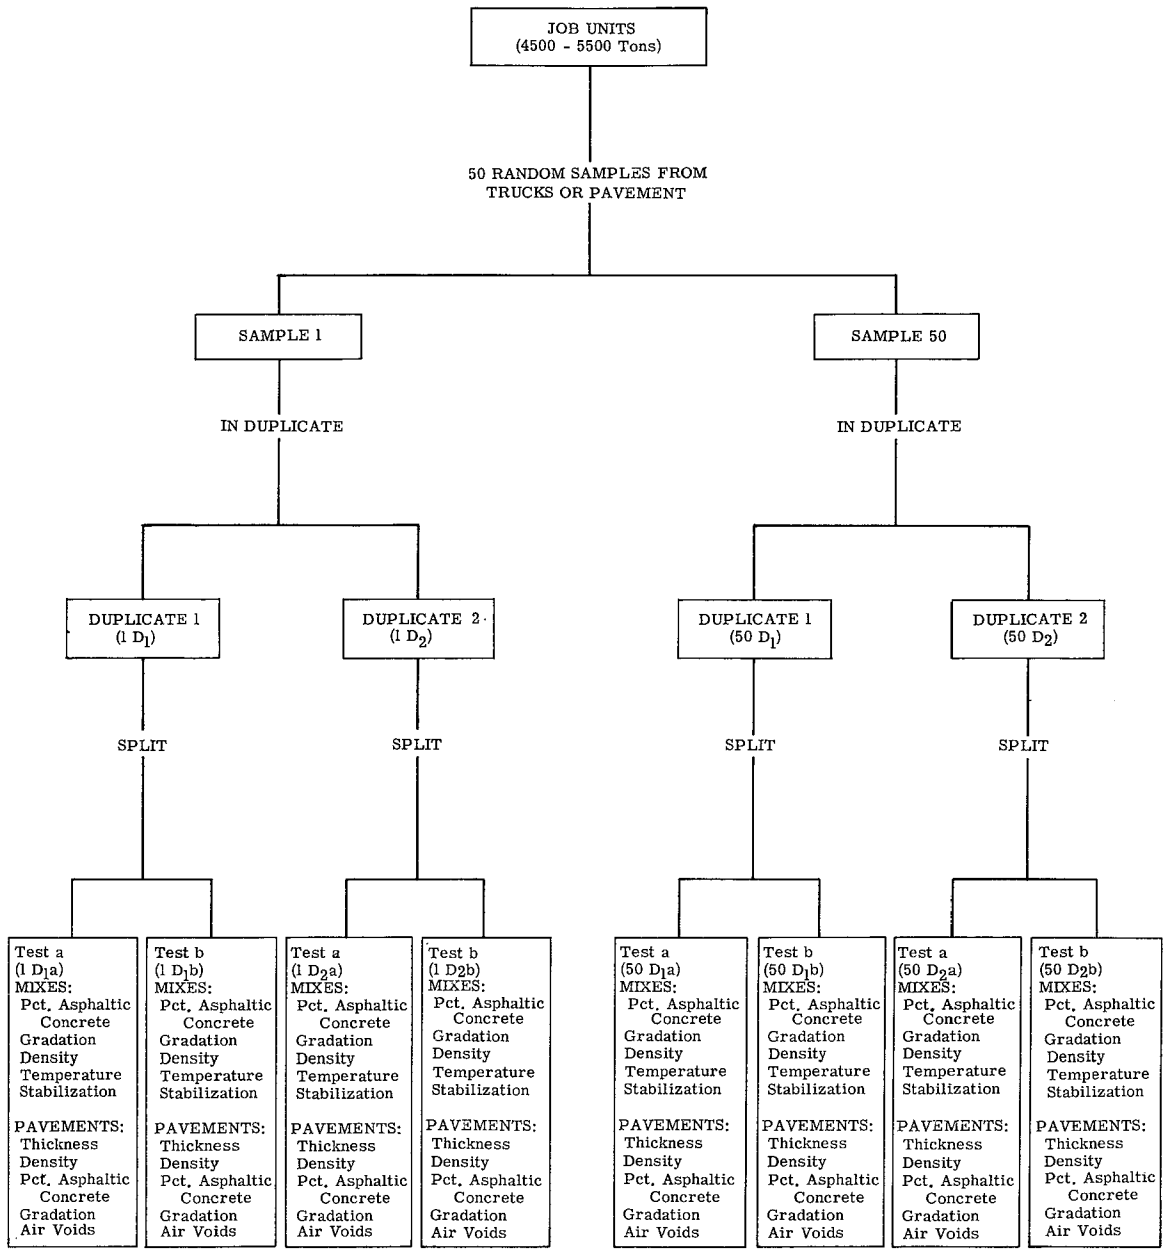 JOB UNITS
(4500 - 5500 Tons)
50 RANDOM SAMPLES FROM
TRUCKS OR PAVEMENT
SAMPLE 1
SAMPLE 50
IN DUPLICATE
IN DUPLICATE
DUPLICATE 1
(1 D1)
DUPLICATE 2
(1 D2)
DUPLICATE 1
(50 D1)
DUPLICATE 2
(50 D2)
SPLIT
SPLIT
SPLIT
SPLIT
Test a
(1 D1a)
MIXES:
Pct. Asphaltic
Concrete
Gradation
Density
Temperature
Stabilization
PAVEMENTS:
Thickness
Density
Pct. Asphaltic
Concrete
Gradation
Air Voids
Test b
(1 D1b)
MIXES:
Pct. Asphaltic
Concrete
Gradation
Density
Temperature
Stabilization
PAVEMENTS:
Thickness
Density
Pct. Asphaltic
Concrete
Gradation
Air Voids
Test a
(1 D2a)
MIXES:
Pct. Asphaltic
Concrete
Gradation
Density
Temperature
Stabilization
PAVEMENTS:
Thickness
Density
Pct. Asphaltic
Concrete
Gradation
Air Voids
Test b
(1 D2b)
MIXES:
Pct. Asphaltic
Concrete
Gradation
Density
Temperature
Stabilization
PAVEMENTS:
Thickness
Density
Pct. Asphaltic
Concrete
Gradation
Air Voids
Test a
(50 D1a)
MIXES:
Pct. Asphaltic
Concrete
Gradation
Density
Temperature
Stabilization
PAVEMENTS:
Thickness
Density
Pct. Asphaltic
Concrete
Gradation
Air Voids
Test b
(50 D1b)
MIXES:
Pct. Asphaltic
Concrete
Gradation
Density
Temperature
Stabilization
PAVEMENTS:
Thickness
Density
Pct. Asphaltic
Concrete
Gradation
Air Voids
Test a
(50 D2a)
MIXES:
Pct. Asphaltic
Concrete
Gradation
Density
Temperature
Stabilization
PAVEMENTS:
Thickness
Density
Pct. Asphaltic
Concrete
Gradation
Air Voids
Test b
(50 D2b)
MIXES:
Pct. Asphaltic
Concrete
Gradation
Density
Temperature
Stabilization
PAVEMENTS:
Thickness
Density
Pct. Asphaltic
Concrete
Gradation
Air Voids